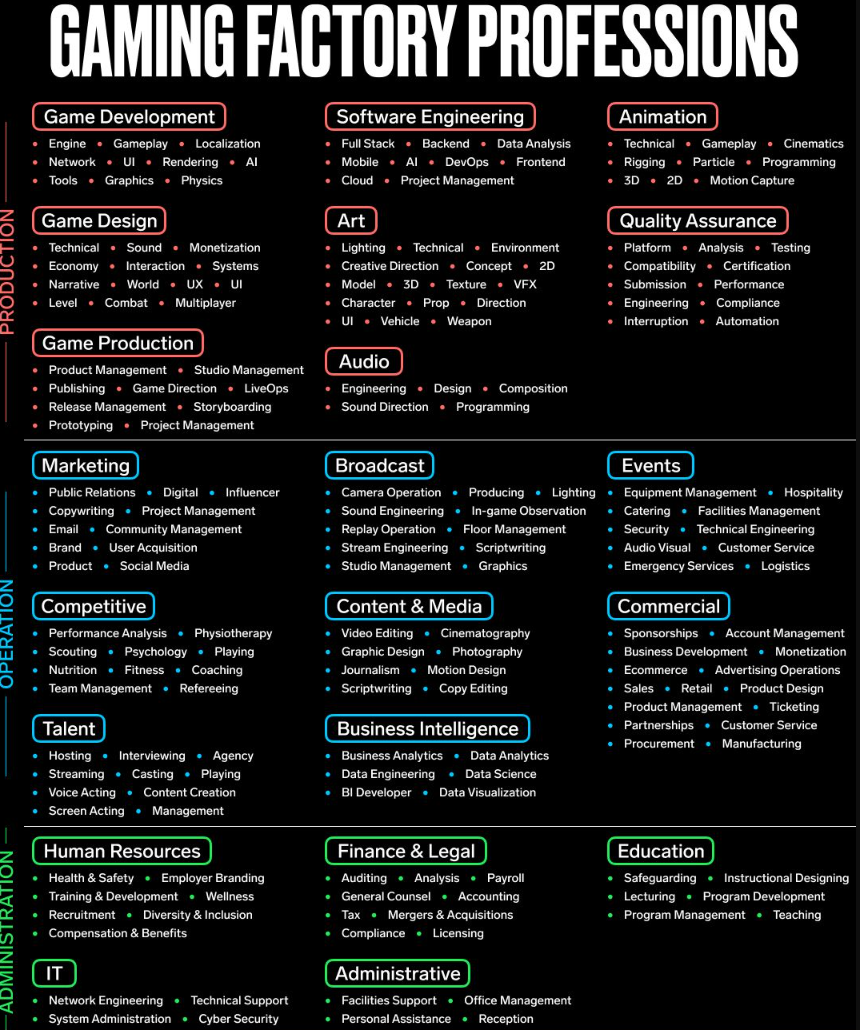 GAMING FACTORY PROFESSIONS
PRODUCTION
Game Development
• Engine • Gameplay • Localization
• Network • UI • Rendering • AI
• Tools • Graphics • Physics
Software Engineering
• Full Stack • Backend • Data Analysis
• Mobile • AI • DevOps • Frontend
• Cloud • Project Management
Animation
• Technical • Gameplay • Cinematics
• Rigging • Particle • Programming
• 3D • 2D • Motion Capture
Game Design
• Technical • Sound • Monetization
• Economy • Interaction • Systems
• Narrative • World • UX • UI
• Level • Combat • Multiplayer
Art
• Lighting • Technical • Environment
• Creative Direction • Concept • 2D
• Model • 3D • Texture • VFX
• Character • Prop • Direction
• UI • Vehicle • Weapon
Quality Assurance
• Platform • Analysis • Testing
• Compatibility • Certification
• Submission • Performance
• Engineering • Compliance
• Interruption • Automation
Game Production
• Product Management • Studio Management
• Publishing • Game Direction • LiveOps
• Release Management • Storyboarding
• Prototyping • Project Management
Audio
• Engineering • Design • Composition
• Sound Direction • Programming
OPERATION
Marketing
• Public Relations • Digital • Influencer
• Copywriting • Project Management
• Email • Community Management
• Brand • User Acquisition
• Product • Social Media
Broadcast
• Camera Operation • Producing • Lighting
• Sound Engineering • In-game Observation
• Replay Operation • Floor Management
• Stream Engineering • Scriptwriting
• Studio Management • Graphics
Events
• Equipment Management • Hospitality
• Catering • Facilities Management
• Security • Technical Engineering
• Audio Visual • Customer Service
• Emergency Services • Logistics
Competitive
• Performance Analysis • Physiotherapy
• Scouting • Psychology • Playing
• Nutrition • Fitness • Coaching
• Team Management • Refereeing
Content & Media
• Video Editing • Cinematography
• Graphic Design • Photography
• Journalism • Motion Design
• Scriptwriting • Copy Editing
Commercial
• Sponsorships • Account Management
• Business Development • Monetization
• Ecommerce • Advertising Operations
• Sales • Retail • Product Design
• Product Management • Ticketing
• Partnerships • Customer Service
• Procurement • Manufacturing
Talent
• Hosting • Interviewing • Agency
• Streaming • Casting • Playing
• Voice Acting • Content Creation
• Screen Acting • Management
Business Intelligence
• Business Analytics • Data Analytics
• Data Engineering • Data Science
• BI Developer • Data Visualization
ADMINISTRATION
Human Resources
• Health & Safety • Employer Branding
• Training & Development • Wellness
• Recruitment • Diversity & Inclusion
• Compensation & Benefits
Finance & Legal
• Auditing • Analysis • Payroll
• General Counsel • Accounting
• Tax • Mergers & Acquisitions
• Compliance • Licensing
Education
• Safeguarding • Instructional Designing
• Lecturing • Program Development
• Program Management • Teaching
IT
• Network Engineering • Technical Support
• System Administration • Cyber Security
Administrative
• Facilities Support • Office Management
• Personal Assistance • Reception